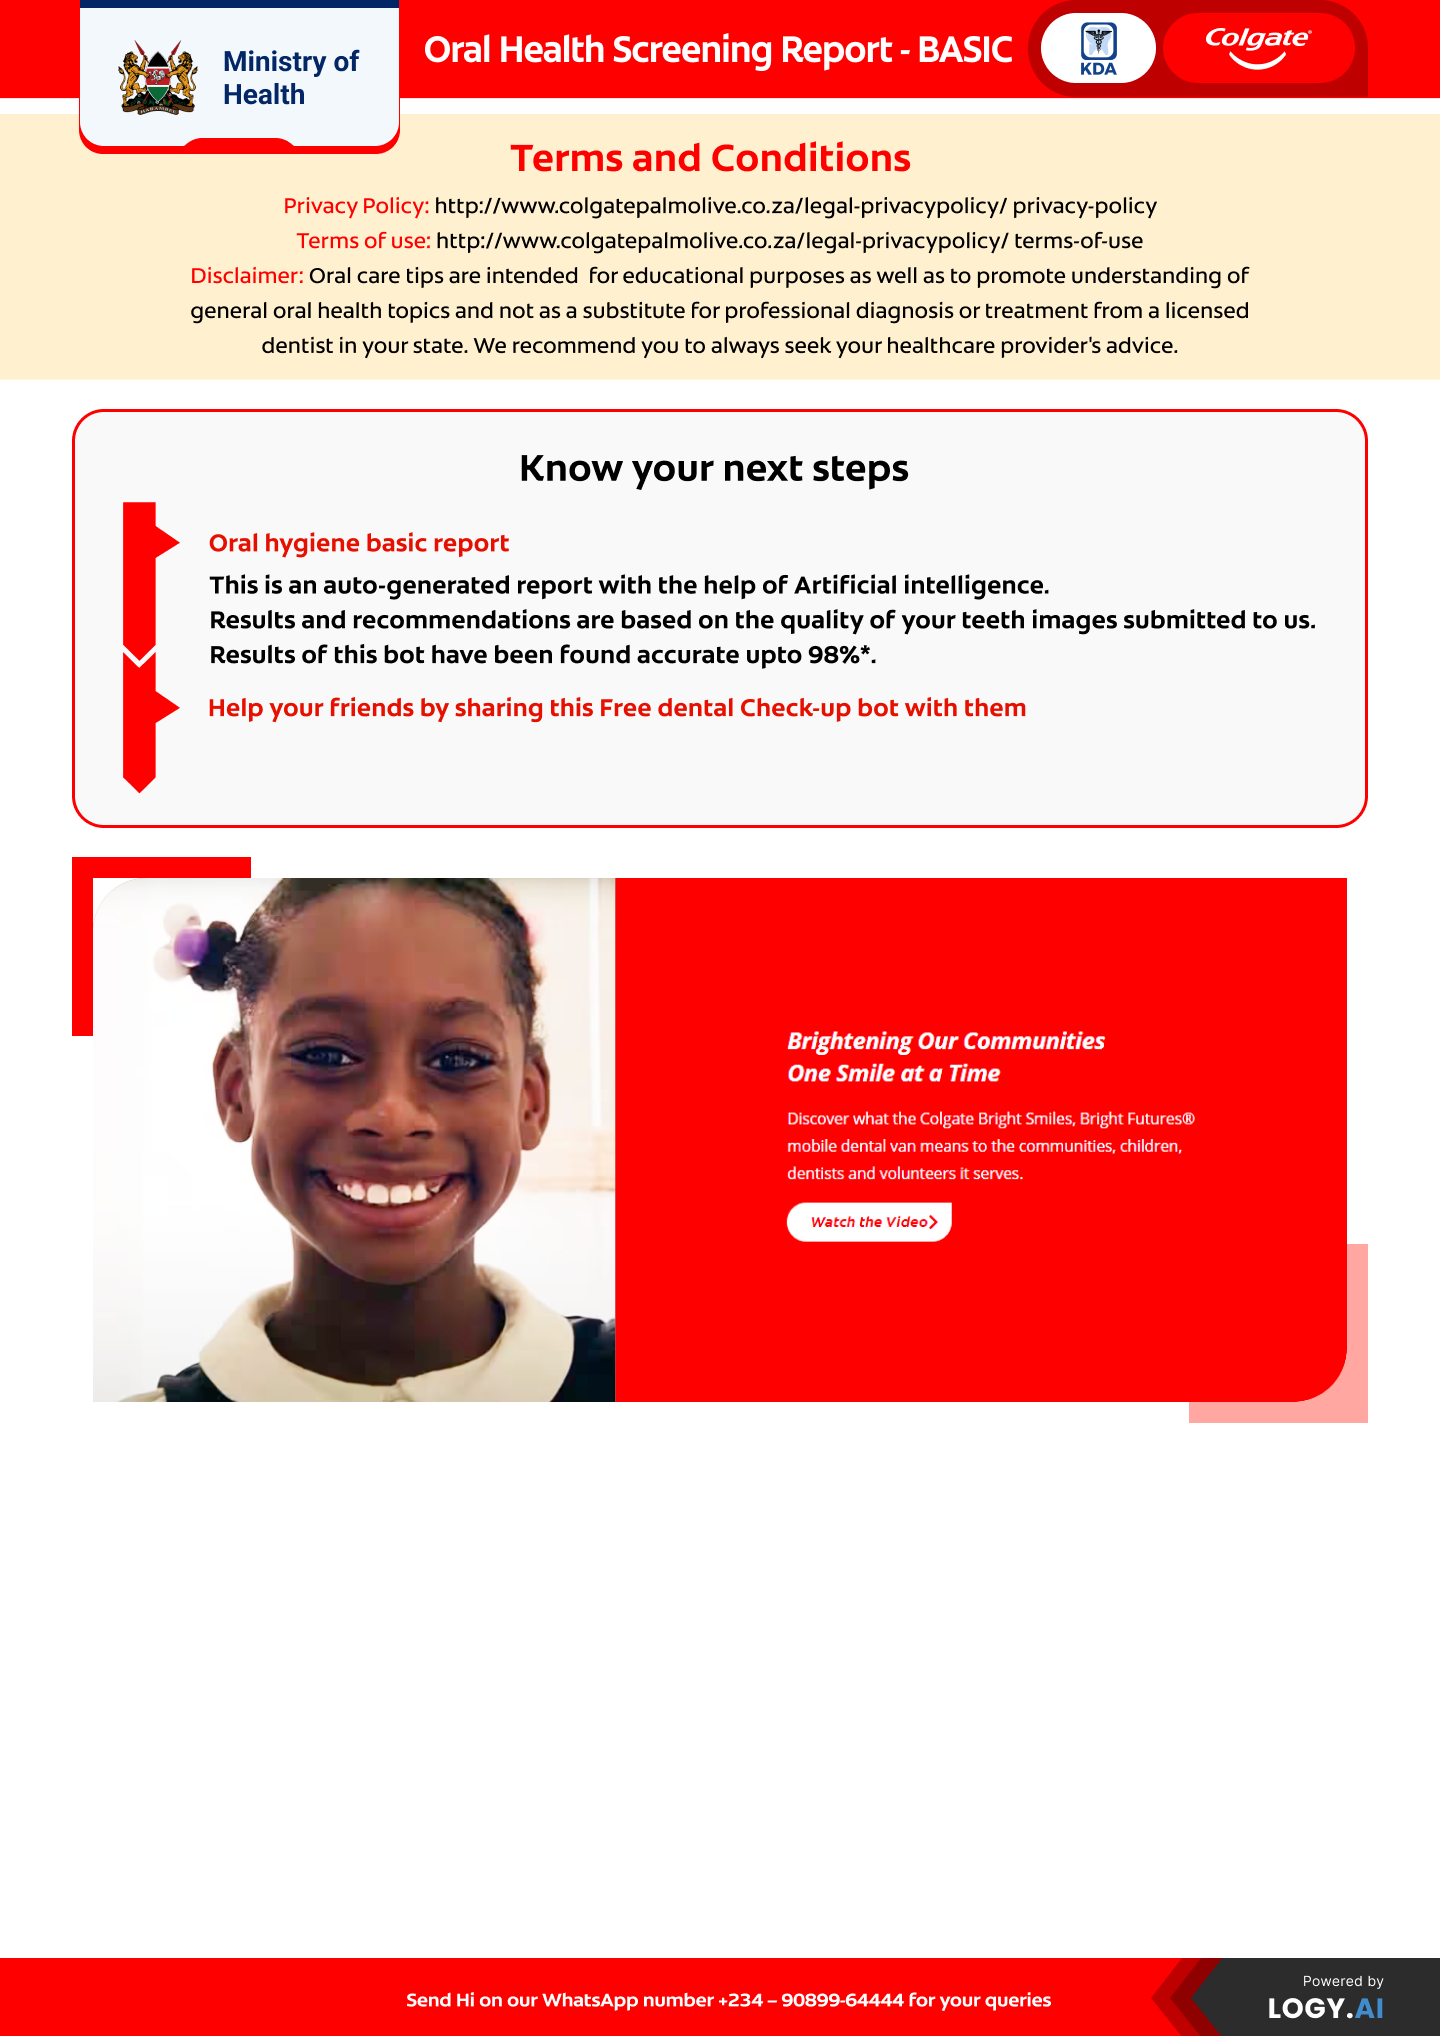 Ministry of
Health
HARAMBEE
Oral Health Screening Report - BASIC
KDA
Colgate®
Terms and Conditions
Privacy Policy: http://www.colgatepalmolive.co.za/legal-privacypolicy/ privacy-policy
Terms of use: http://www.colgatepalmolive.co.za/legal-privacypolicy/ terms-of-use
Disclaimer: Oral care tips are intended  for educational purposes as well as to promote understanding of
general oral health topics and not as a substitute for professional diagnosis or treatment from a licensed
dentist in your state. We recommend you to always seek your healthcare provider's advice.
Know your next steps
Oral hygiene basic report
This is an auto-generated report with the help of Artificial intelligence.
Results and recommendations are based on the quality of your teeth images submitted to us.
Results of this bot have been found accurate upto 98%*.
Help your friends by sharing this Free dental Check-up bot with them
Brightening Our Communities
One Smile at a Time
Discover what the Colgate Bright Smiles, Bright Futures®
mobile dental van means to the communities, children,
dentists and volunteers it serves.
Watch the Video
Send Hi on our WhatsApp number +234 – 90899-64444 for your queries
Powered by
LOGY.AI